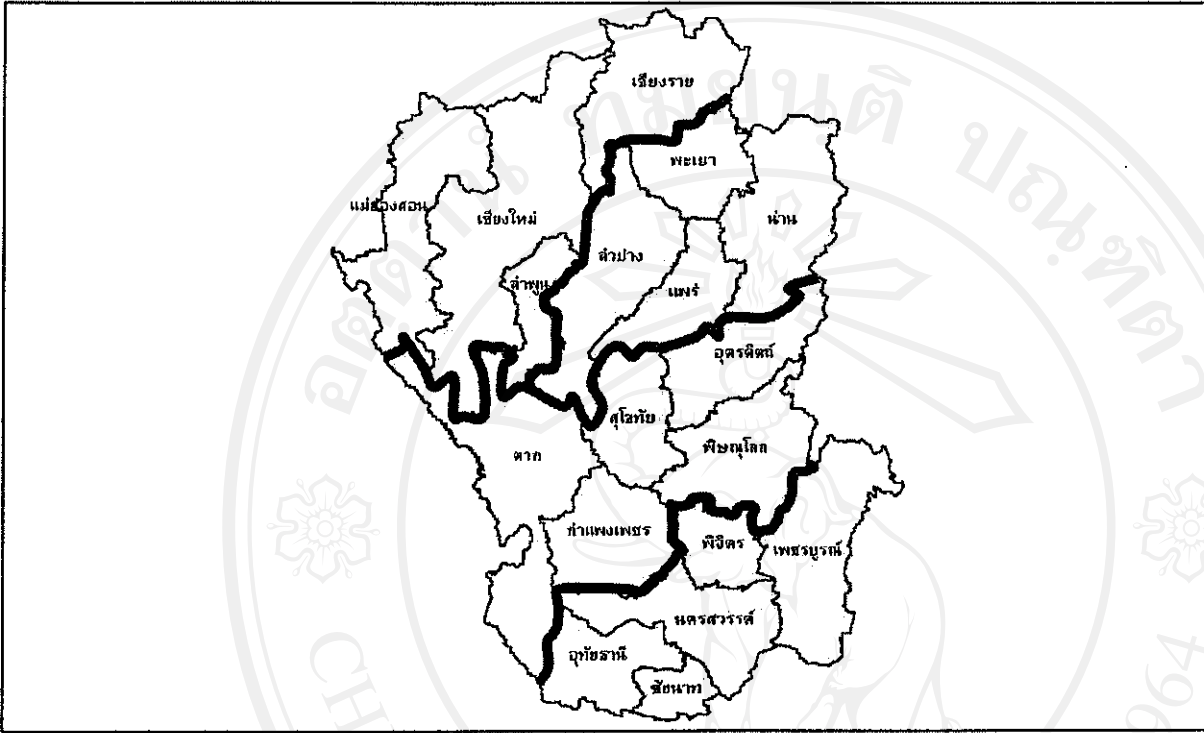 เชียงราย
พะเยา
แม่ฮ่องสอน
เชียงใหม่
น่าน
ลำปาง
ลำพูน
แพร่
อุตรดิตถ์
สุโขทัย
พิษณุโลก
ตาก
กำแพงเพชร
พิจิตร
เพชรบูรณ์
นครสวรรค์
อุทัยธานี
ชัยนาท
1964